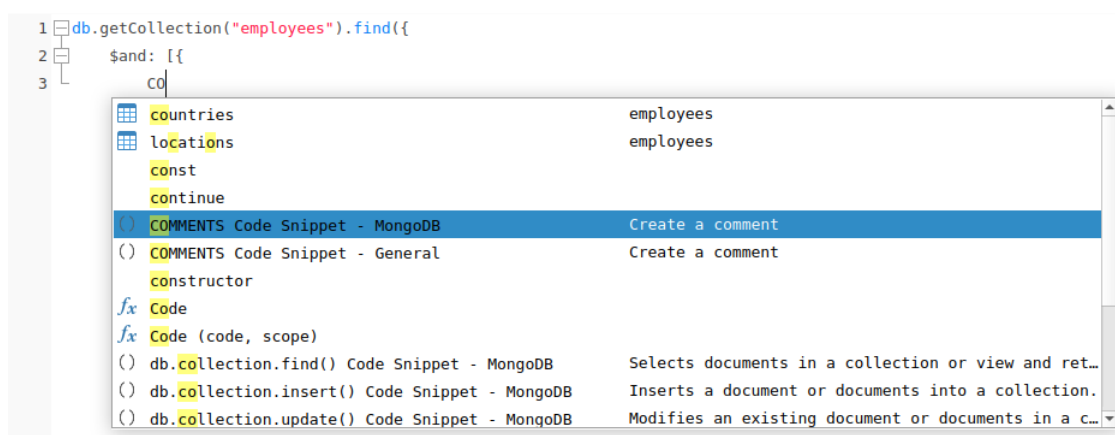 1 db.getCollection("employees").find({
2 $and: [{
3 CO
countries employees
locations employees
const
continue
COMMENTS Code Snippet - MongoDB Create a comment
() COMMENTS Code Snippet - General Create a comment
constructor
fx Code
fx Code (code, scope)
() db.collection.find() Code Snippet - MongoDB Selects documents in a collection or view and ret…
() db.collection.insert() Code Snippet - MongoDB Inserts a document or documents into a collection.
() db.collection.update() Code Snippet - MongoDB Modifies an existing document or documents in a c…